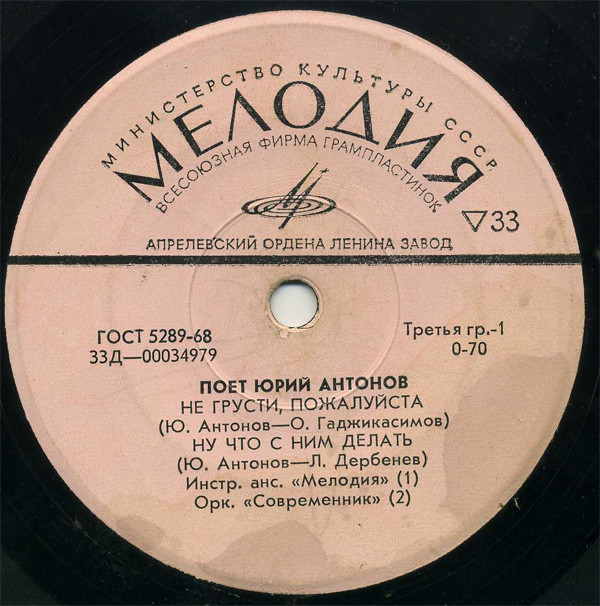 МИНИСТЕРСТВО КУЛЬТУРЫ СССР
МЕЛОДИЯ
ВСЕСОЮЗНАЯ ФИРМА ГРАМПЛАСТИНОК
▽33
АПРЕЛЕВСКИЙ ОРДЕНА ЛЕНИНА ЗАВОД
ГОСТ 5289-68
33Д—00034979
Третья гр.-1
0-70
ПОЕТ ЮРИЙ АНТОНОВ
НЕ ГРУСТИ, ПОЖАЛУЙСТА
(Ю. Антонов—О. Гаджикасимов)
НУ ЧТО С НИМ ДЕЛАТЬ
(Ю. Антонов—Л. Дербенев)
Инстр. анс. «Мелодия» (1)
Орк. «Современник» (2)